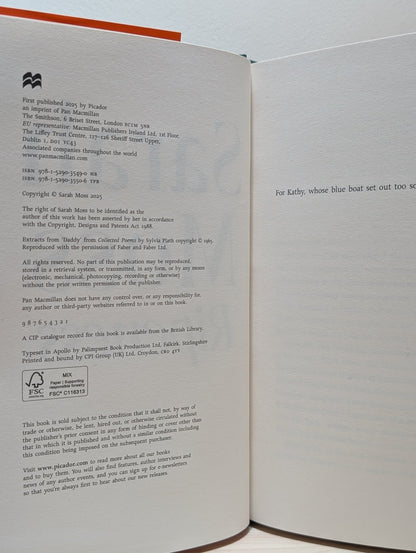 First published 2025 by Picador
an imprint of Pan Macmillan
The Smithson, 6 Briset Street, London EC1M 5NR
EU representative: Macmillan Publishers Ireland Ltd, 1st Floor,
The Liffey Trust Centre, 117–126 Sheriff Street Upper,
Dublin 1, D01 YC43
Associated companies throughout the world
www.panmacmillan.com
ISBN 978-1-5290-3549-0 HB
ISBN 978-1-5290-3550-6 TPB
Copyright © Sarah Moss 2025
The right of Sarah Moss to be identified as the
author of this work has been asserted by her in accordance
with the Copyright, Designs and Patents Act 1988.
Extracts from 'Daddy' from Collected Poems by Sylvia Plath copyright © 1965.
Reproduced with the permission of Faber and Faber Ltd.
All rights reserved. No part of this publication may be reproduced,
stored in a retrieval system, or transmitted, in any form, or by any means
(electronic, mechanical, photocopying, recording or otherwise)
without the prior written permission of the publisher.
Pan Macmillan does not have any control over, or any responsibility for,
any author or third-party websites referred to in or on this book.
9 8 7 6 5 4 3 2 1
A CIP catalogue record for this book is available from the British Library.
Typeset in Apollo by Palimpsest Book Production Ltd, Falkirk, Stirlingshire
Printed and bound by CPI Group (UK) Ltd, Croydon, CR0 4YY
FSC
www.fsc.org
MIX
Paper | Supporting
responsible forestry
FSC® C116313
This book is sold subject to the condition that it shall not, by way of
trade or otherwise, be lent, hired out, or otherwise circulated without
the publisher's prior consent in any form of binding or cover other than
that in which it is published and without a similar condition including
this condition being imposed on the subsequent purchaser.
Visit www.picador.com to read more about all our books
and to buy them. You will also find features, author interviews and
news of any author events, and you can sign up for e-newsletters
so that you're always first to hear about our new releases.
For Kathy, whose blue boat set out too